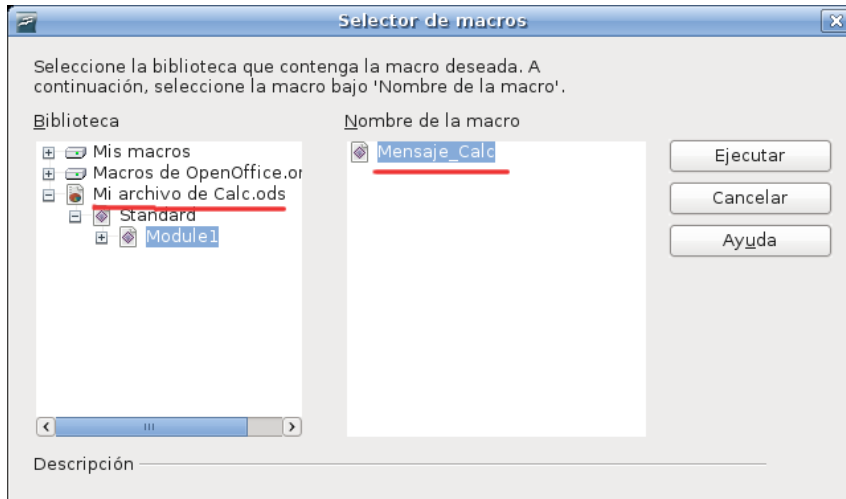 Selector de macros
Seleccione la biblioteca que contenga la macro deseada. A
continuación, seleccione la macro bajo 'Nombre de la macro'.
Biblioteca
Nombre de la macro
Mis macros
Macros de OpenOffice.or
Mi archivo de Calc.ods
Standard
Module1
Mensaje_Calc
Ejecutar
Cancelar
Ayuda
Descripción